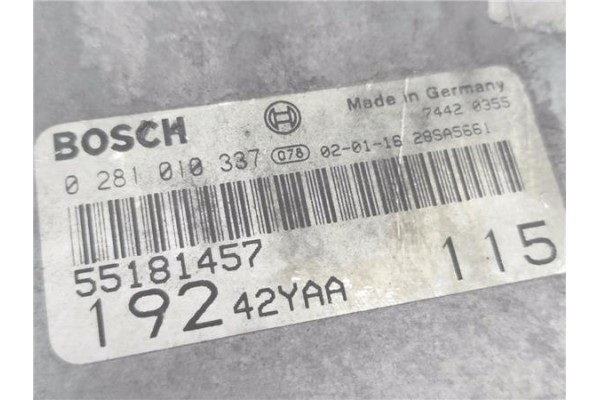 BOSCH
Made in Germany
7442 0355
0 281 010 337 078 02-01-16 28SA5661
55181457
192 42YAA 115